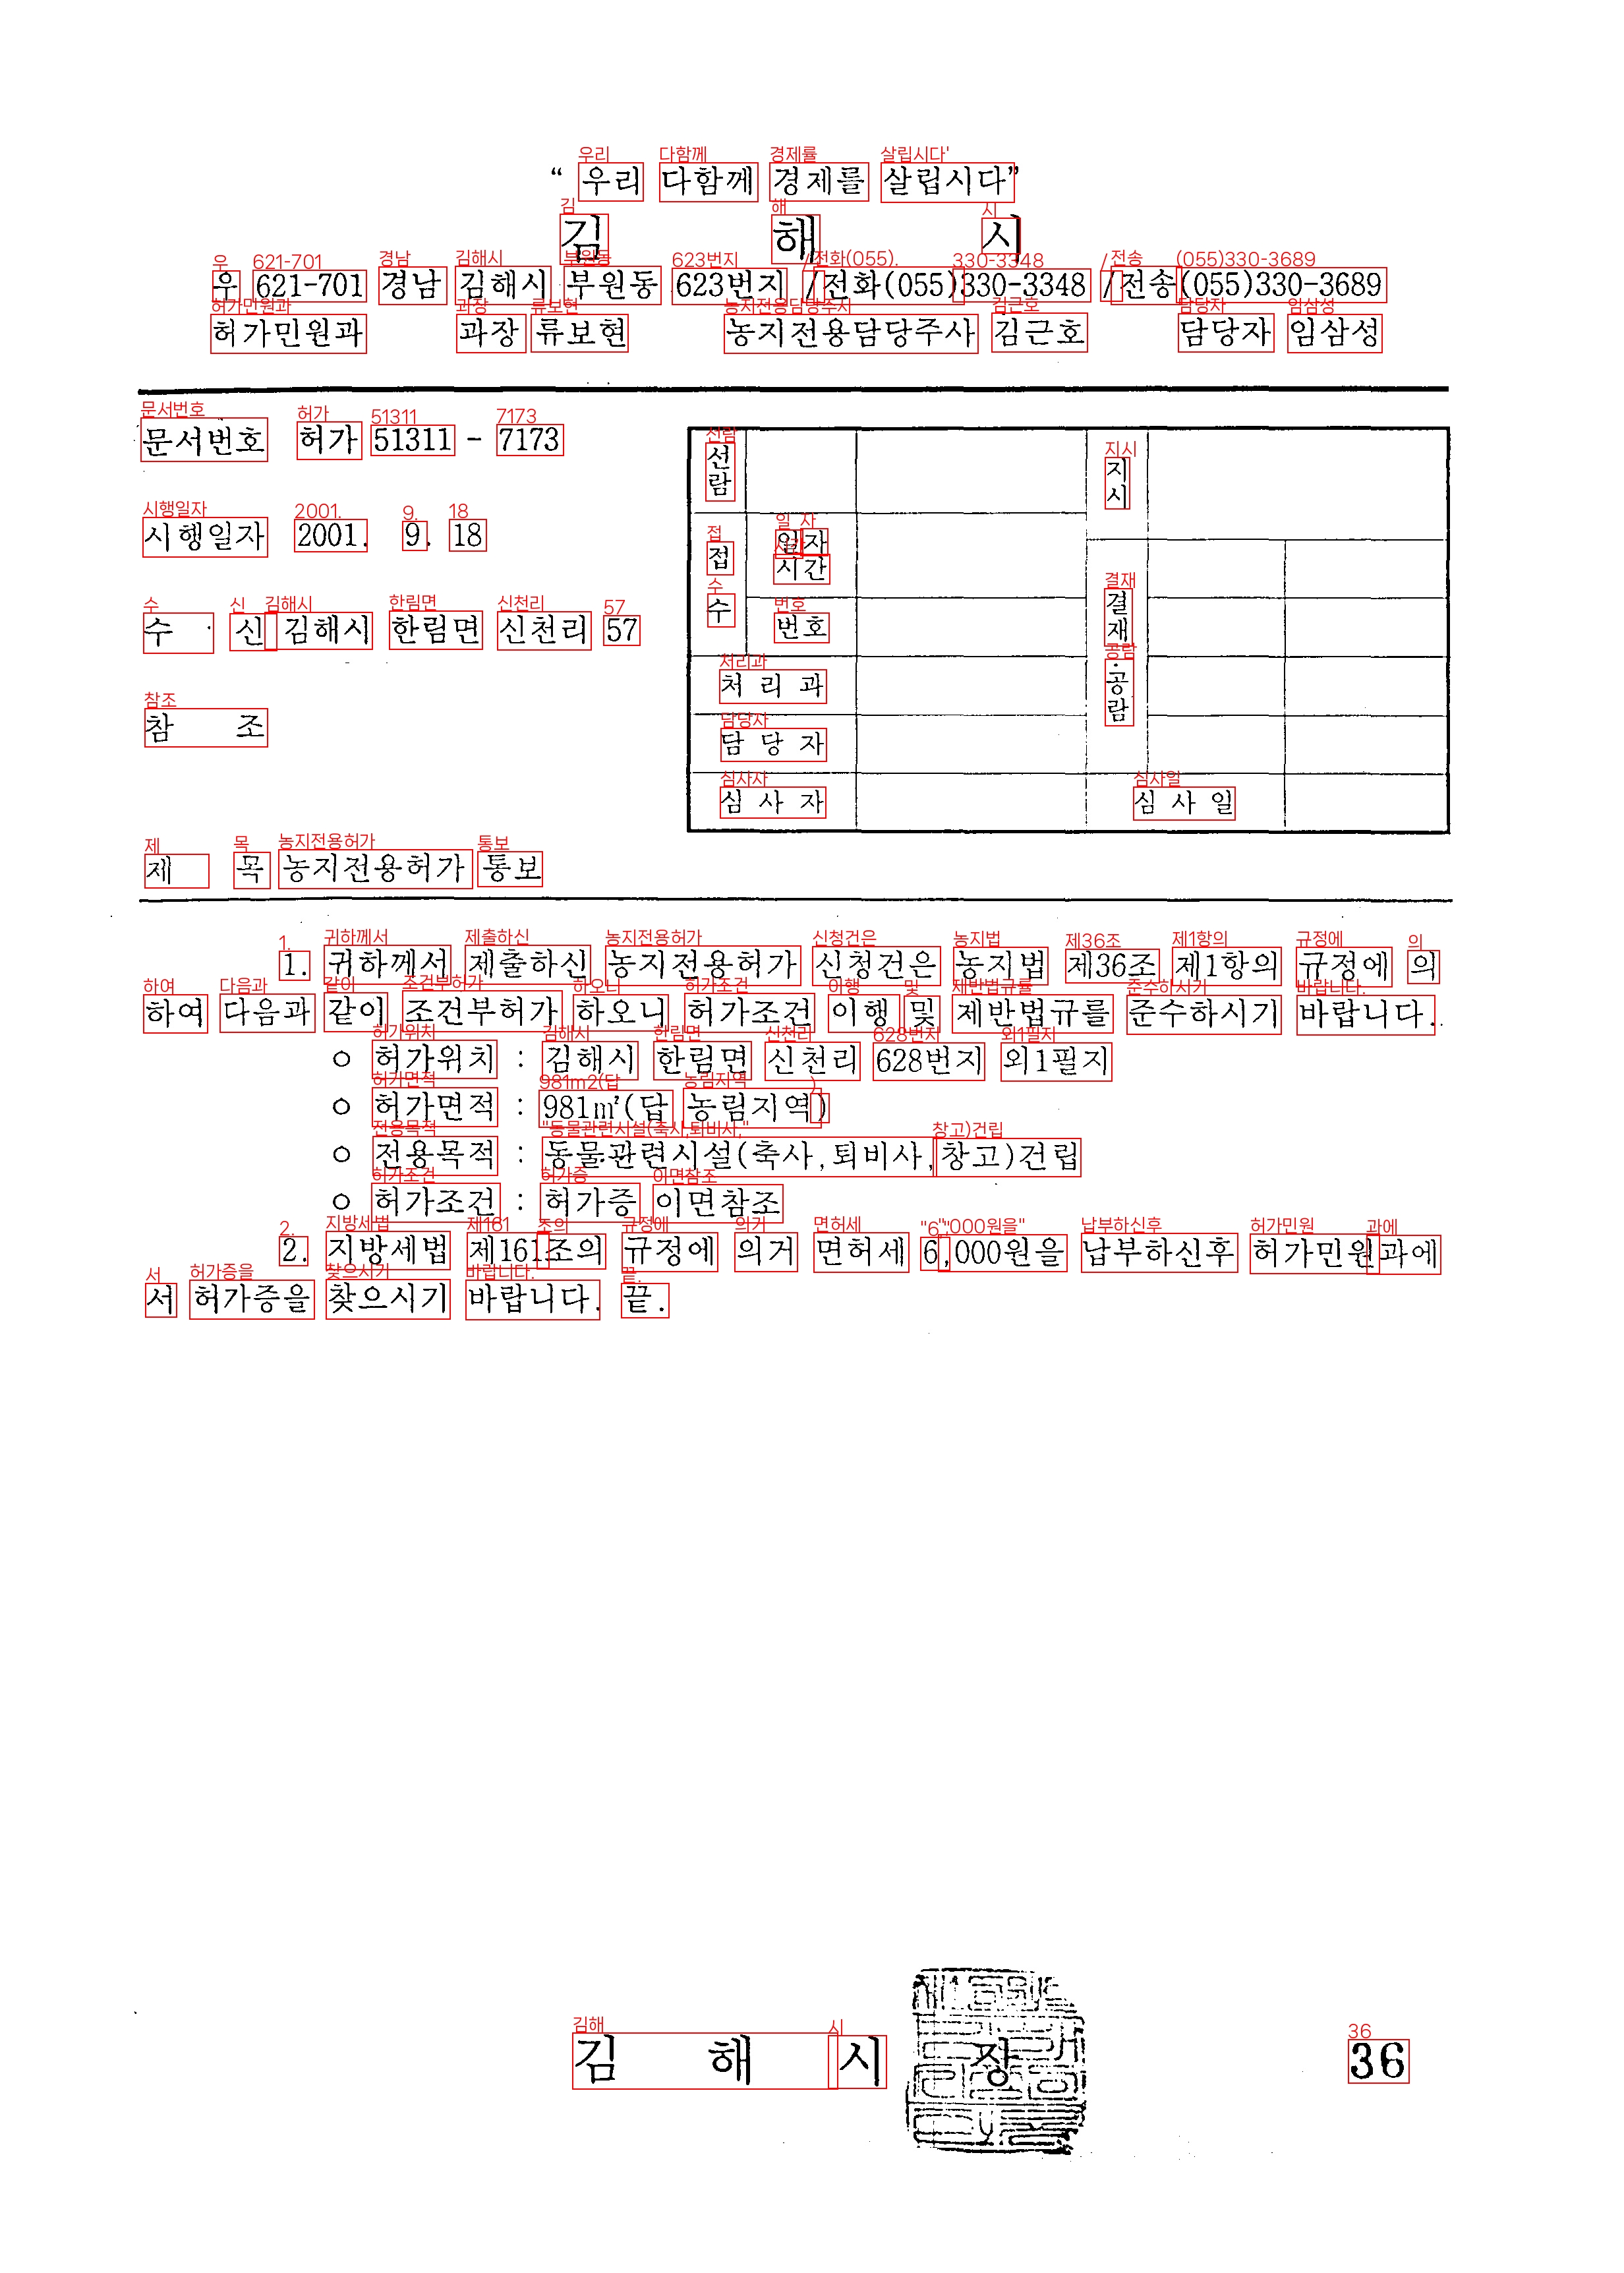 “ 우리 다함께 경제를 살립시다”
김 해 시
우 621-701 경남 김해시 부원동 623번지 /전화(055)330-3348 /전송(055)330-3689
허가민원과 과장 류보현 농지전용담당주사 김근호 담당자 임삼성
문서번호 허가 51311 - 7173
시행일자 2001. 9. 18
수 신 김해시 한림면 신천리 57
참 조
선람
지시
접수
일자
시간
번호
결재·공람
처 리 과
담 당 자
심 사 자
심 사 일
제 목 농지전용허가 통보
1. 귀하께서 제출하신 농지전용허가 신청건은 농지법 제36조 제1항의 규정에 의
하여 다음과 같이 조건부허가 하오니 허가조건 이행 및 제반법규를 준수하시기 바랍니다.
○ 허가위치 : 김해시 한림면 신천리 628번지 외1필지
○ 허가면적 : 981㎡(답 농림지역)
○ 전용목적 : 동물관련시설(축사,퇴비사,창고)건립
○ 허가조건 : 허가증 이면참조
2. 지방세법 제161조의 규정에 의거 면허세 6,000원을 납부하신후 허가민원과에
서 허가증을 찾으시기 바랍니다. 끝.
김 해 시 장
36